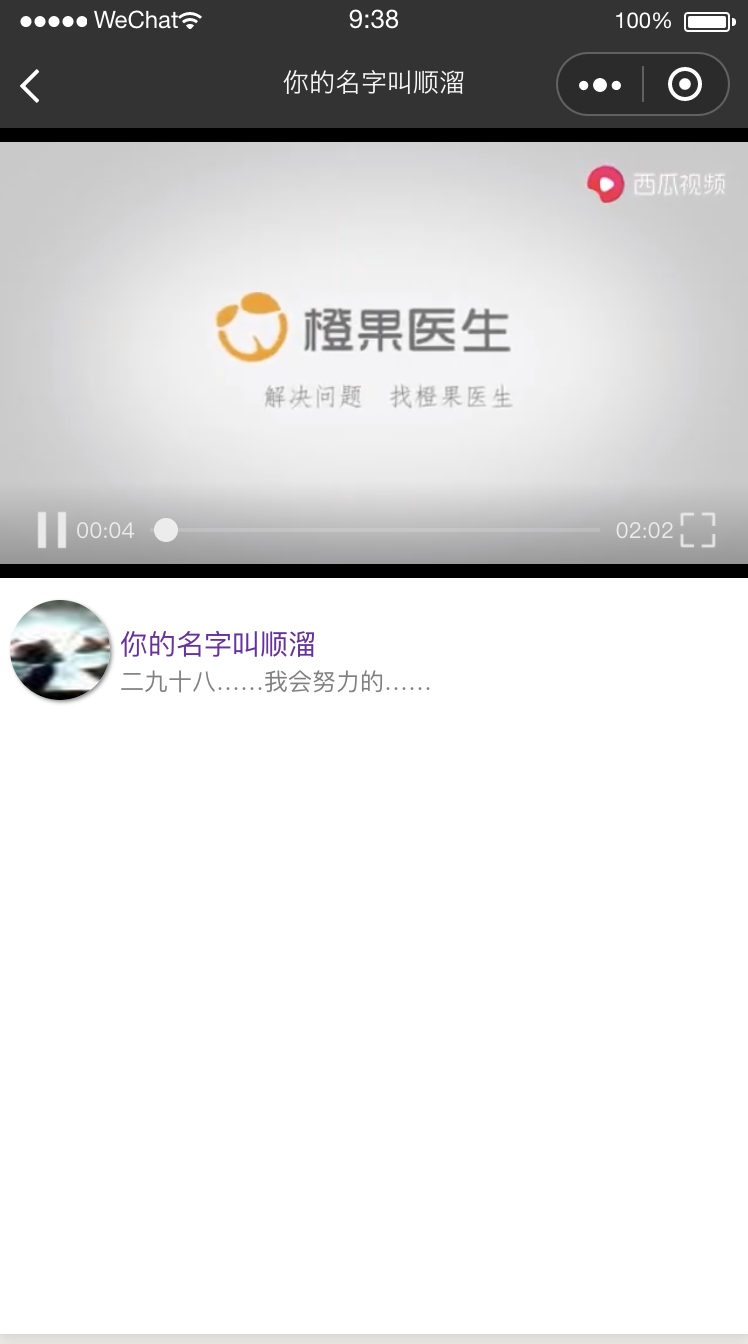 WeChat 9:38 100%
你的名字叫顺溜
西瓜视频
橙果医生
解决问题 找橙果医生
00:04 02:02
你的名字叫顺溜
二九十八……我会努力的……